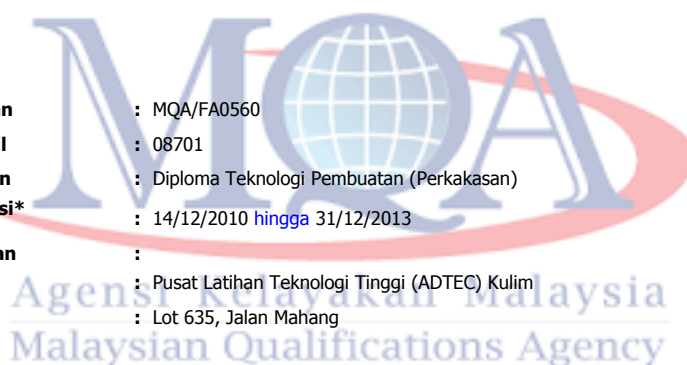 MQA
an : MQA/FA0560
l : 08701
n : Diploma Teknologi Pembuatan (Perkakasan)
si* : 14/12/2010 hingga 31/12/2013
an :
: Pusat Latihan Teknologi Tinggi (ADTEC) Kulim
Agensi Kelayakan Malaysia
: Lot 635, Jalan Mahang
Malaysian Qualifications Agency